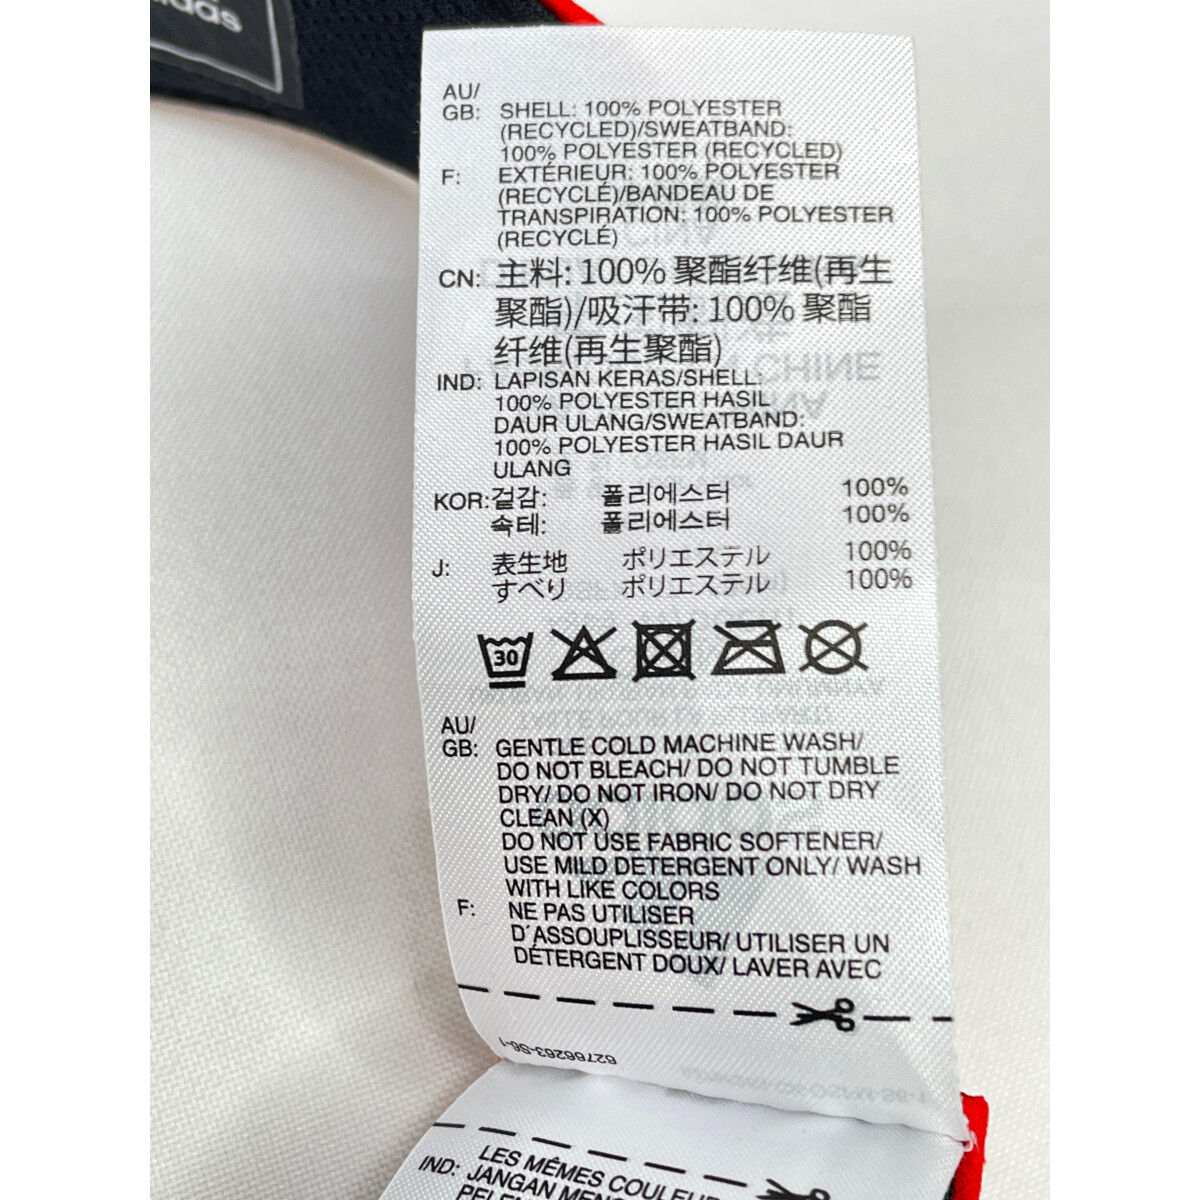 adidas
AU/
GB: SHELL: 100% POLYESTER
(RECYCLED)/SWEATBAND:
100% POLYESTER (RECYCLED)
F: EXTÉRIEUR: 100% POLYESTER
(RECYCLÉ)/BANDEAU DE
TRANSPIRATION: 100% POLYESTER
(RECYCLÉ)
CN: 主料: 100% 聚酯纤维(再生
聚酯)/吸汗带: 100% 聚酯
纤维(再生聚酯)
IND: LAPISAN KERAS/SHELL:
100% POLYESTER HASIL
DAUR ULANG/SWEATBAND:
100% POLYESTER HASIL DAUR
ULANG
KOR: 겉감: 폴리에스터 100%
속테: 폴리에스터 100%
J: 表生地 ポリエステル 100%
すべり ポリエステル 100%
30
AU/
GB: GENTLE COLD MACHINE WASH/
DO NOT BLEACH/ DO NOT TUMBLE
DRY/ DO NOT IRON/ DO NOT DRY
CLEAN (X)
DO NOT USE FABRIC SOFTENER/
USE MILD DETERGENT ONLY/ WASH
WITH LIKE COLORS
F: NE PAS UTILISER
D´ASSOUPLISSEUR/ UTILISER UN
DÉTERGENT DOUX/ LAVER AVEC
62766263-S6-1
LES MÊMES COULEURS
IND: JANGAN